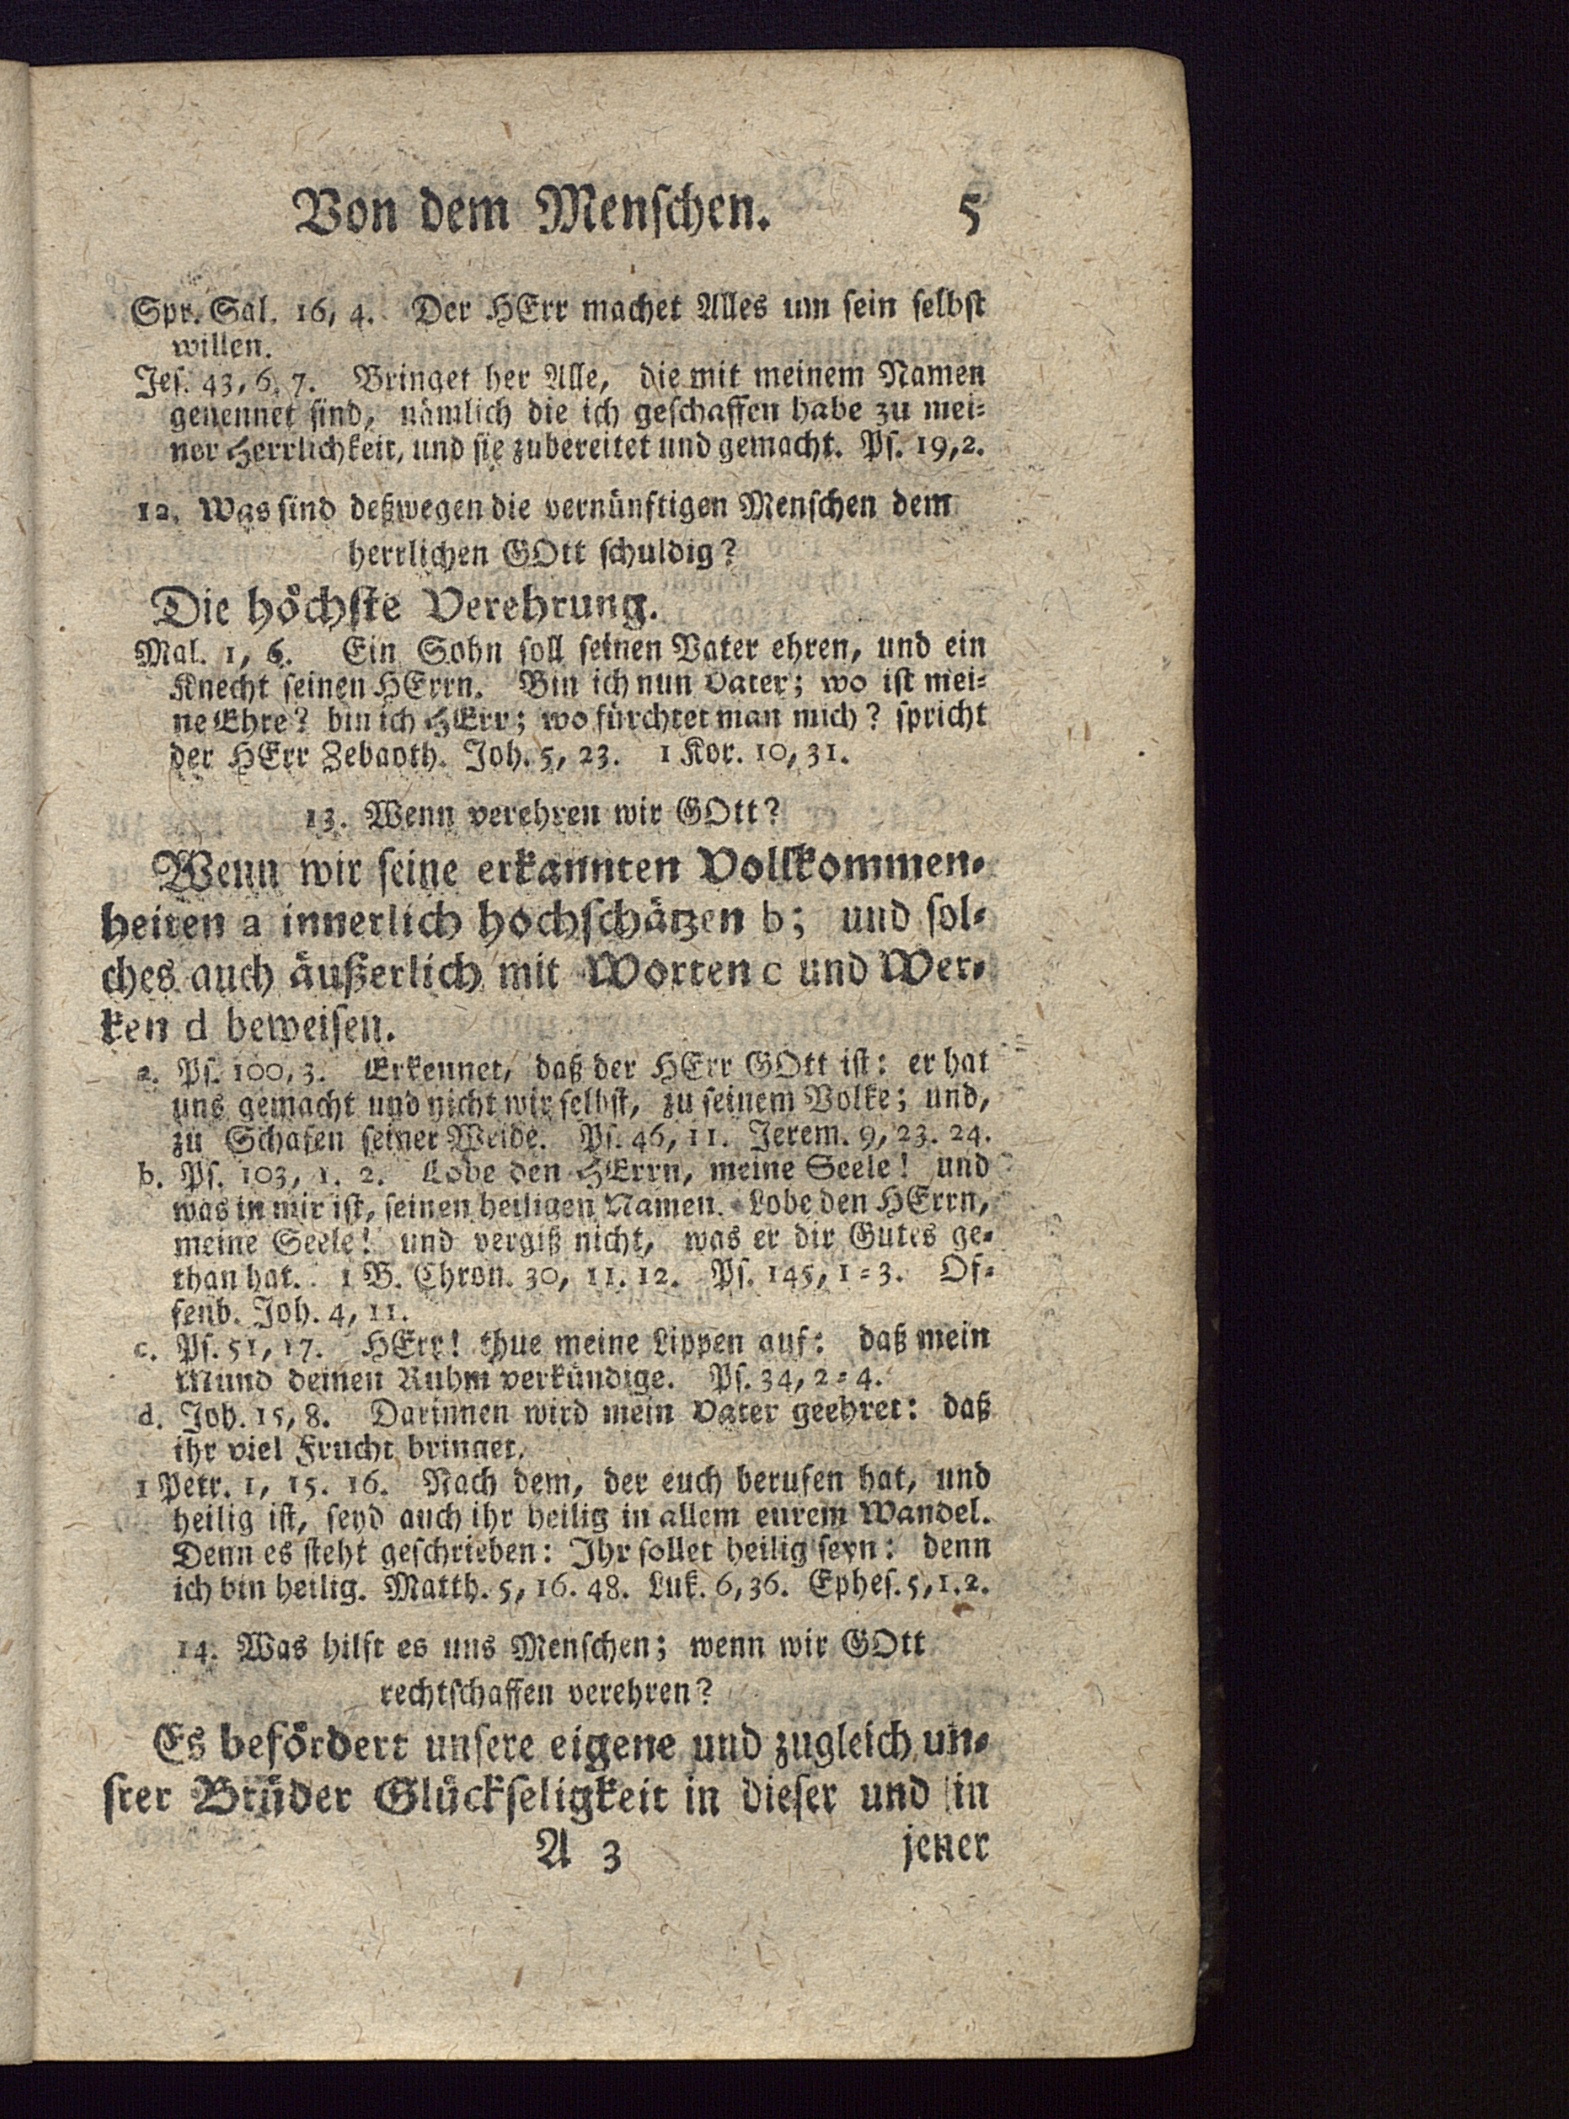 Von dem Menschen. 5
Spr. Sal. 16, 4. Der HErr machet Alles um sein selbst
willen.
Jes. 43, 6. 7. Bringet her Alle, die mit meinem Namen
genennet sind, nämlich die ich geschaffen habe zu mei=
ner Herrlichkeit, und sie zubereitet und gemacht. Ps. 19, 2.
12. Was sind deßwegen die vernünftigen Menschen dem
herrlichen GOtt schuldig?
Die höchste Verehrung.
Mal. 1, 6. Ein Sohn soll seinen Vater ehren, und ein
Knecht seinen HErrn. Bin ich nun Vater; wo ist mei=
ne Ehre? bin ich HErr; wo fürchtet man mich? spricht
der HErr Zebaoth. Joh. 5, 23. 1 Kor. 10, 31.
13. Wenn verehren wir GOtt?
Wenn wir seine erkannten Vollkommen=
heiten a innerlich hochschätzen b; und sol=
ches auch äußerlich mit Worten c und Wer=
ken d beweisen.
a. Ps. 100, 3. Erkennet, daß der HErr GOtt ist: er hat
uns gemacht und nicht wir selbst, zu seinem Volke; und,
zu Schafen seiner Weide. Ps. 46, 11. Jerem. 9, 23. 24.
b. Ps. 103, 1. 2. Lobe den HErrn, meine Seele! und
was in mir ist, seinen heiligen Namen. Lobe den HErrn,
meine Seele! und vergiß nicht, was er dir Gutes ge=
than hat. 1 B. Chron. 30, 11. 12. Ps. 145, 1=3. Of=
fenb. Joh. 4, 11.
c. Ps. 51, 17. HErr! thue meine Lippen auf: daß mein
Mund deinen Ruhm verkündige. Ps. 34, 2=4.
d. Joh. 15, 8. Darinnen wird mein Vater geehret: daß
ihr viel Frucht bringet.
1 Petr. 1, 15. 16. Nach dem, der euch berufen hat, und
heilig ist, seyd auch ihr heilig in allem eurem Wandel.
Denn es steht geschrieben: Ihr sollet heilig seyn: denn
ich bin heilig. Matth. 5, 16. 48. Luk. 6, 36. Ephes. 5, 1. 2.
14. Was hilft es uns Menschen; wenn wir GOtt
rechtschaffen verehren?
Es befördert unsere eigene und zugleich un=
srer Brüder Glückseligkeit in dieser und in
A 3 jener